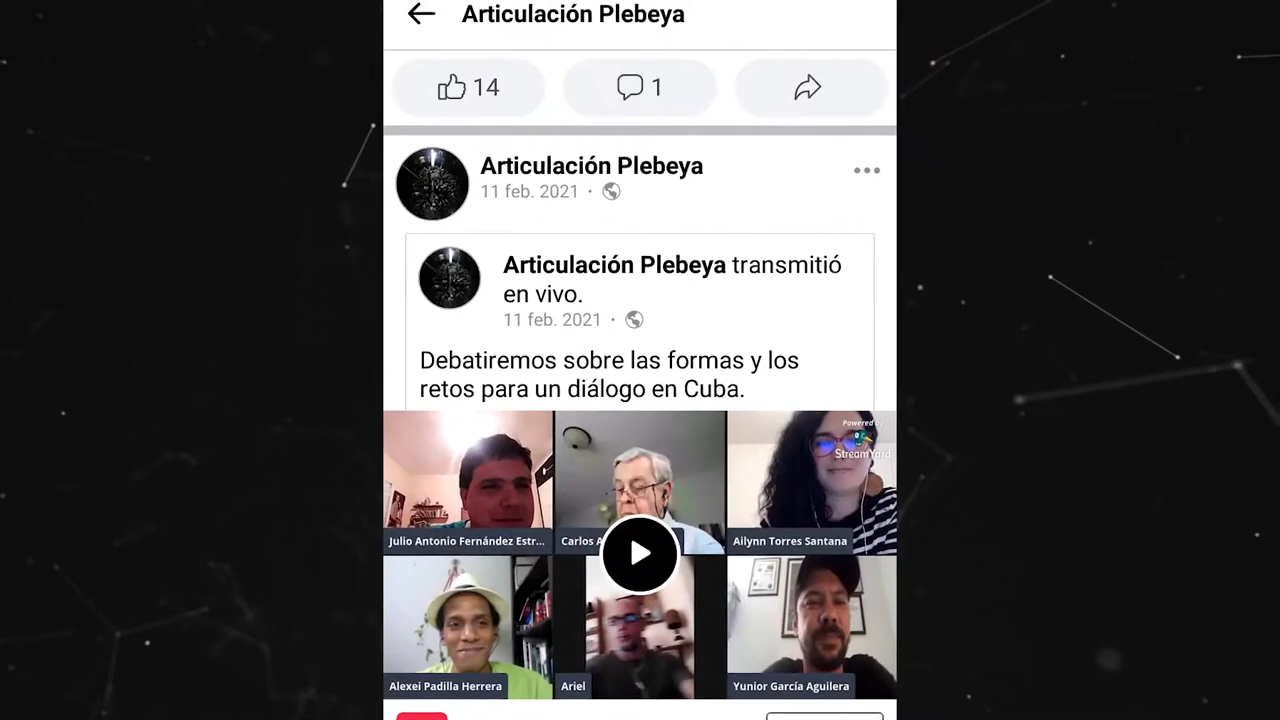 Articulación Plebeya
14
1
Articulación Plebeya
11 feb. 2021 ·
Articulación Plebeya transmitió
en vivo.
11 feb. 2021 ·
Debatiremos sobre las formas y los
retos para un diálogo en Cuba.
Powered by
StreamYard
Julio Antonio Fernández Estr...
Carlos
Ailynn Torres Santana
Alexei Padilla Herrera
Ariel
Yunior García Aguilera